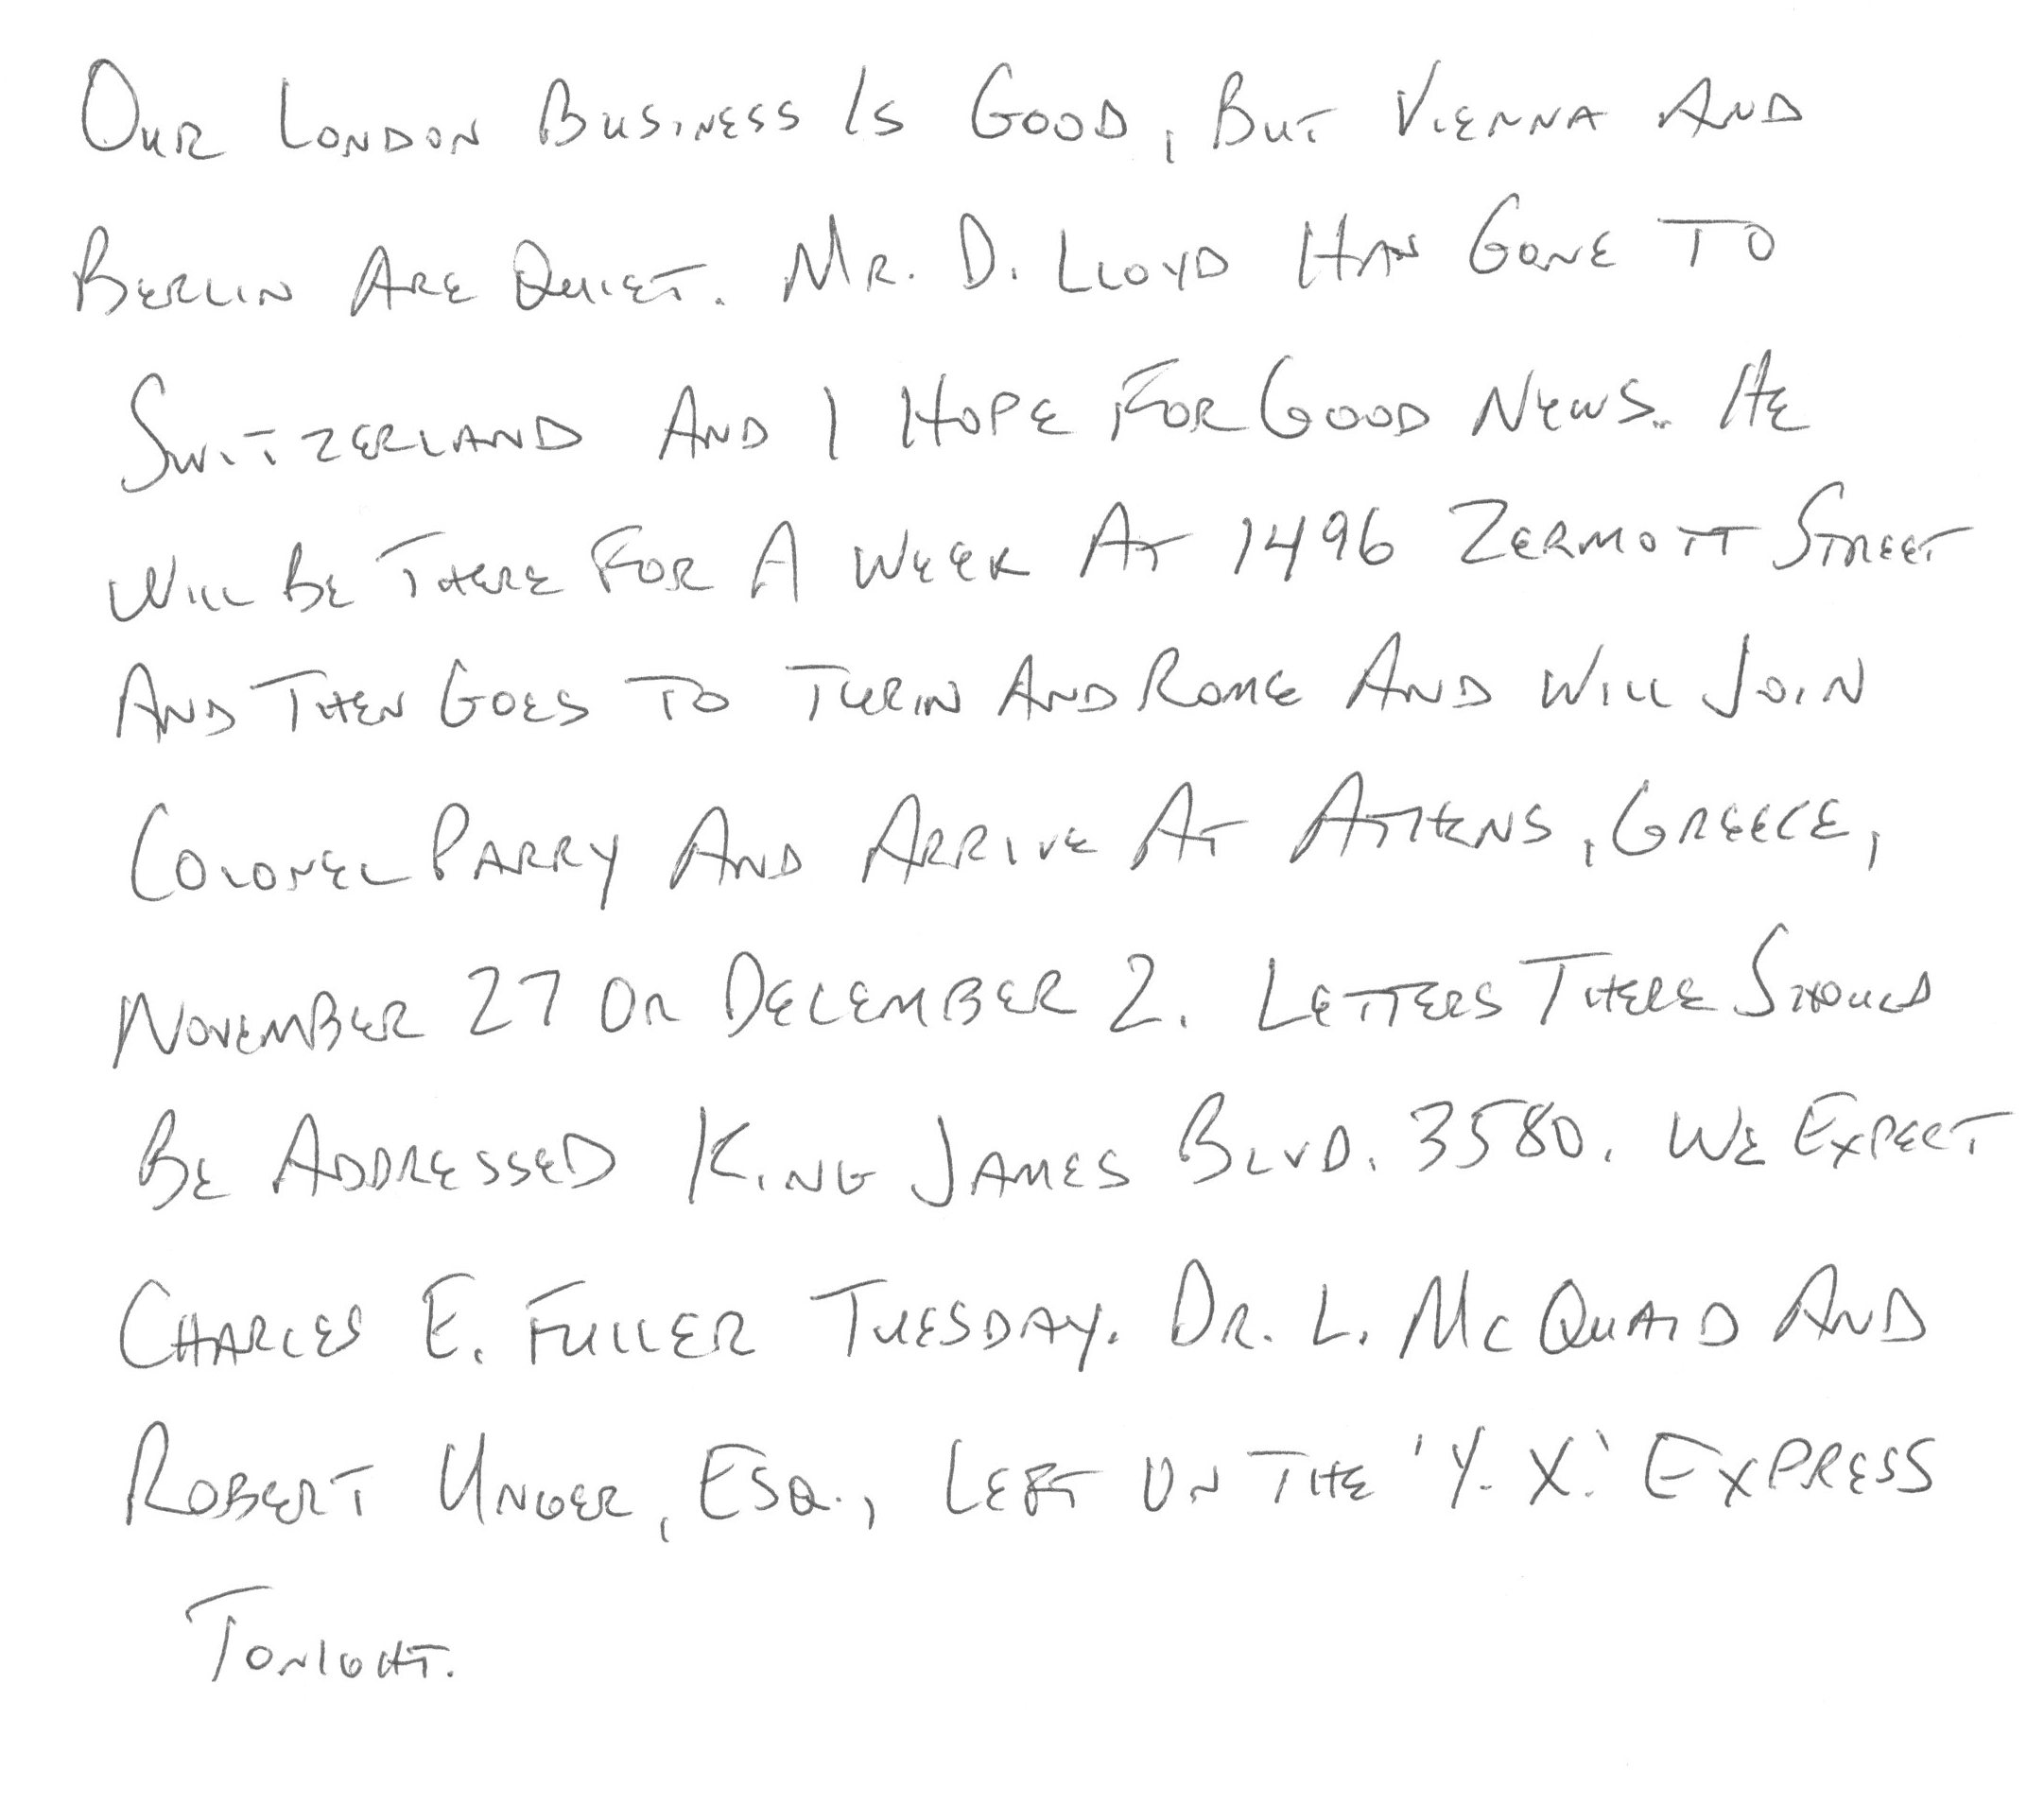 Our London Business Is Good, But Vienna And
Berlin Are Quiet. Mr. D. Lloyd Has Gone To
Switzerland And I Hope For Good News.. He
Will Be There For A Week At 1496 Zermott Street
And Then Goes To Turin And Rome And Will Join
Colonel Parry And Arrive At Athens, Greece,
November 27 Or December 2. Letters There Should
Be Addressed King James Blvd. 3580. We Expect
Charles E. Fuller Tuesday. Dr. L. McQuaid And
Robert Unger, Esq., Left On The 'Y. X.' Express
Tonight.